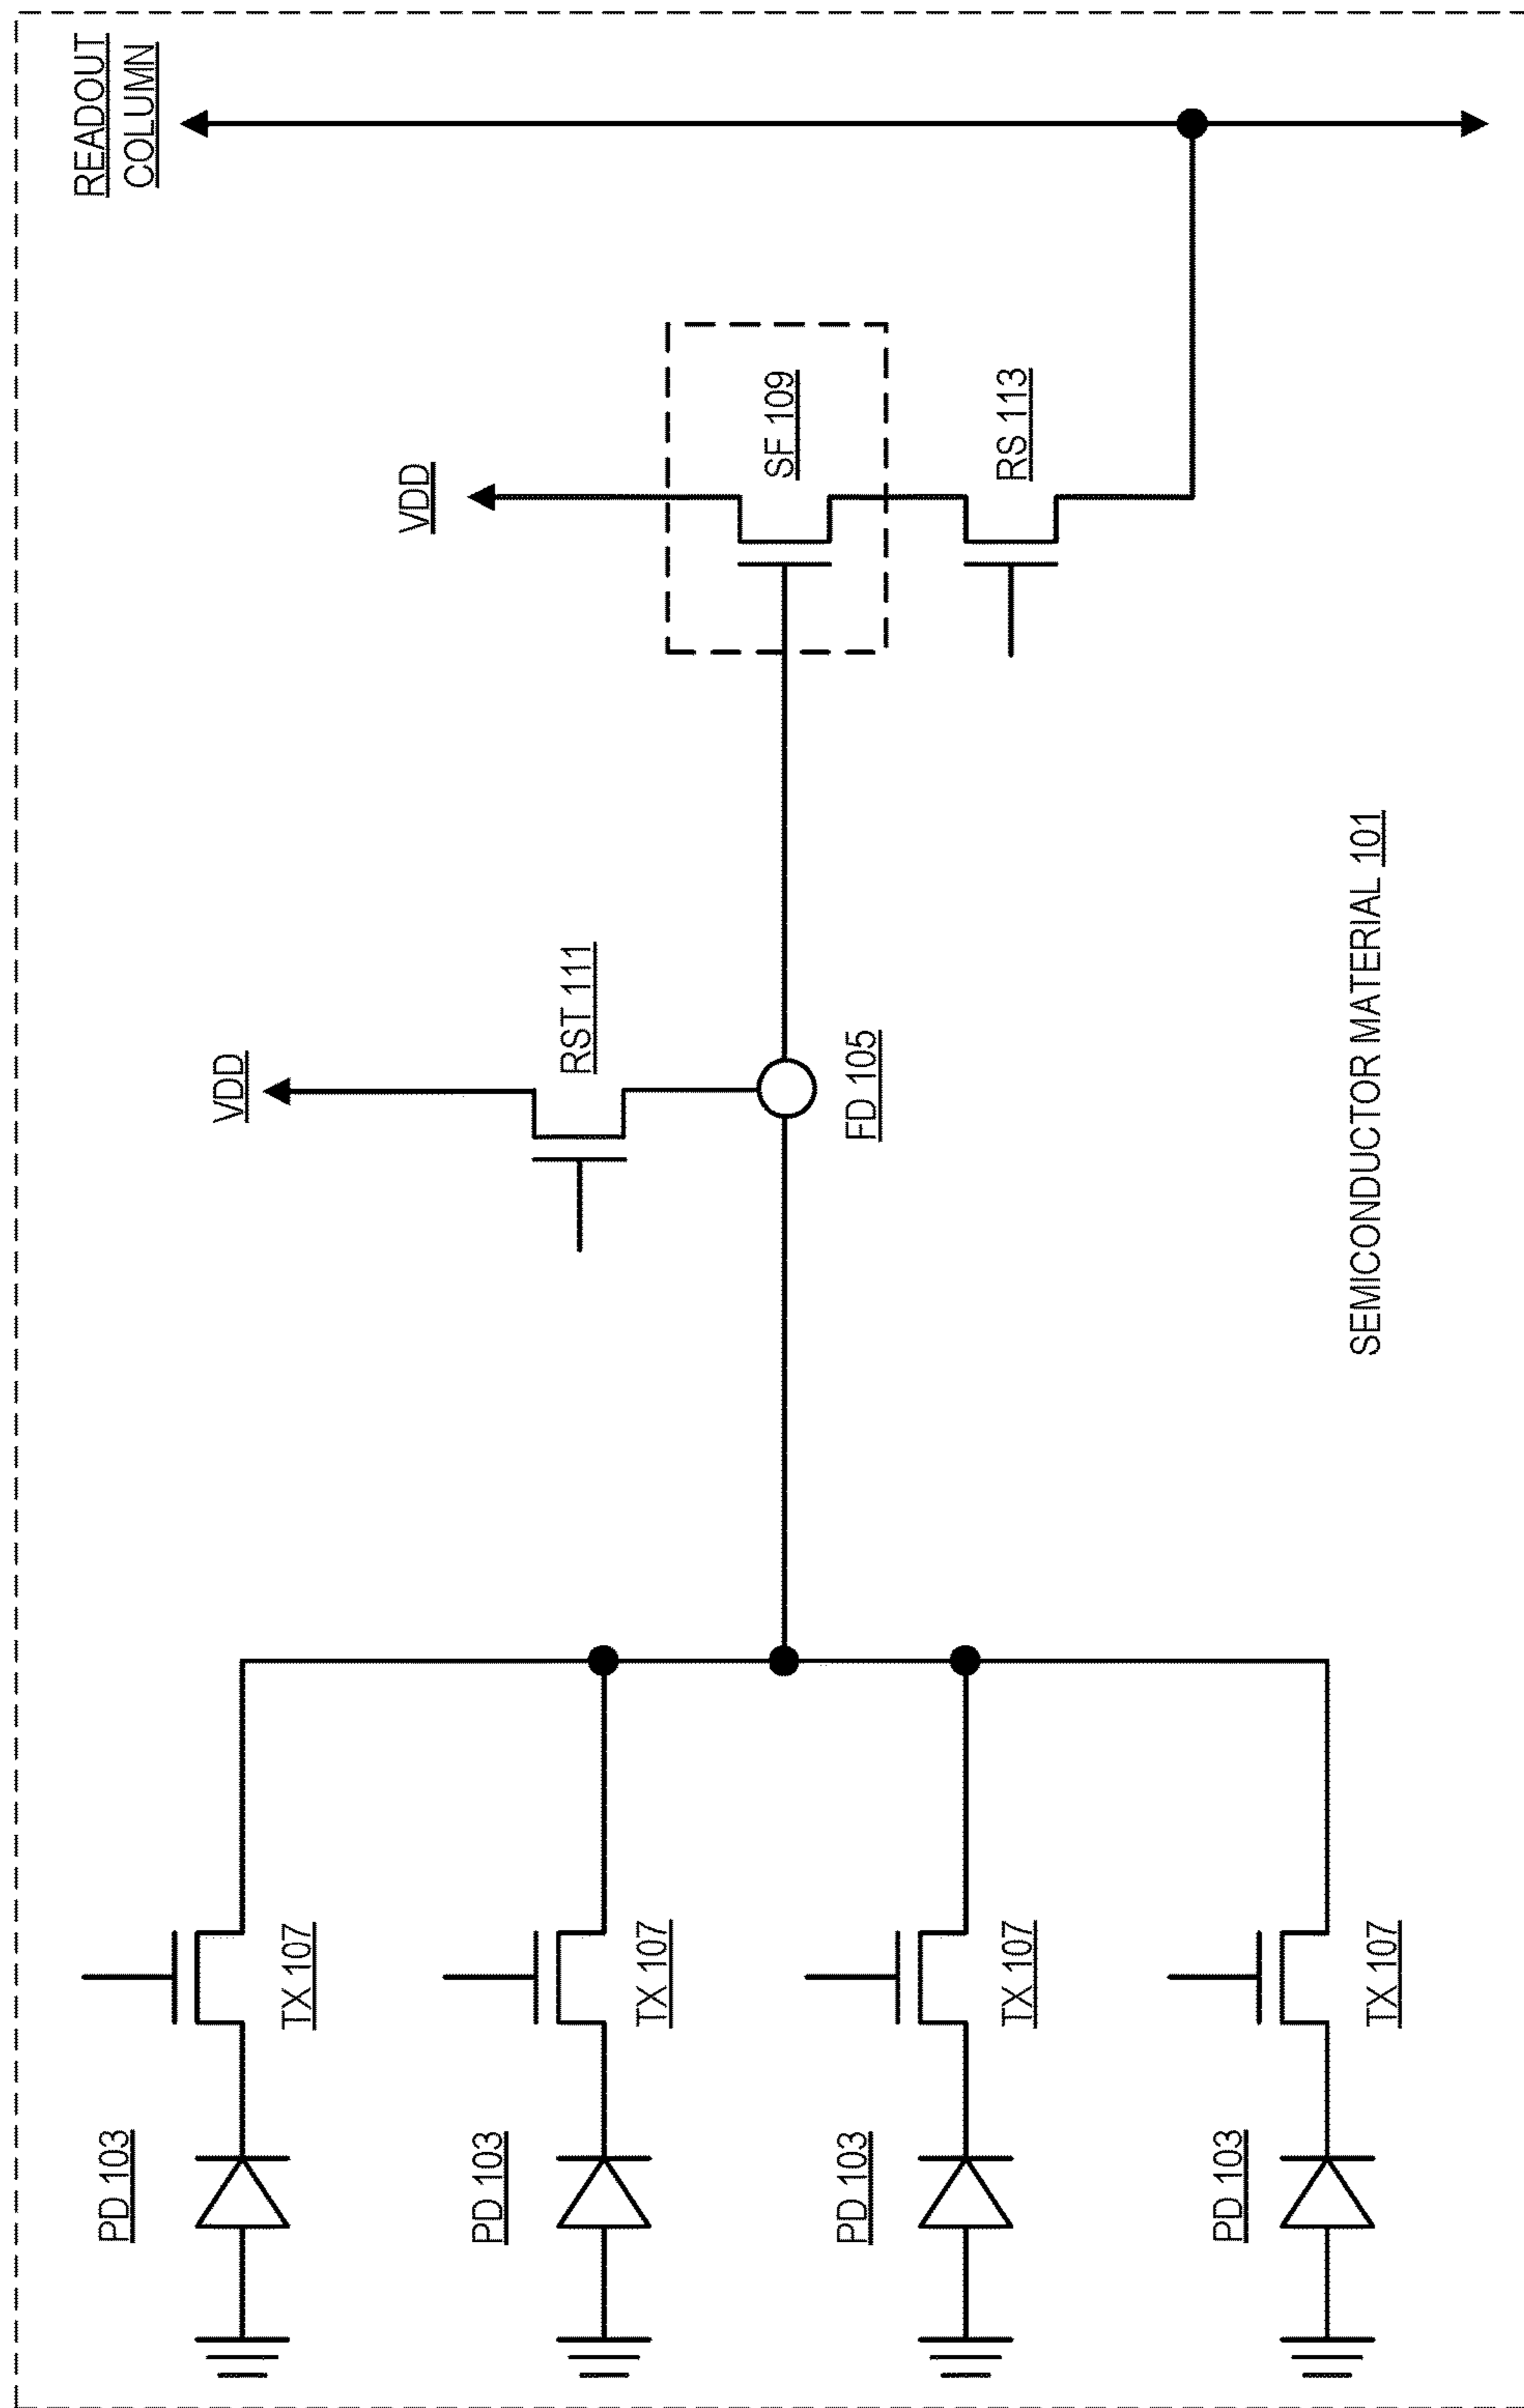 READOUT
COLUMN
VDD
SF 109
RS 113
VDD
RST 111
FD 105
SEMICONDUCTOR MATERIAL 101
TX 107
TX 107
TX 107
TX 107
PD 103
PD 103
PD 103
PD 103